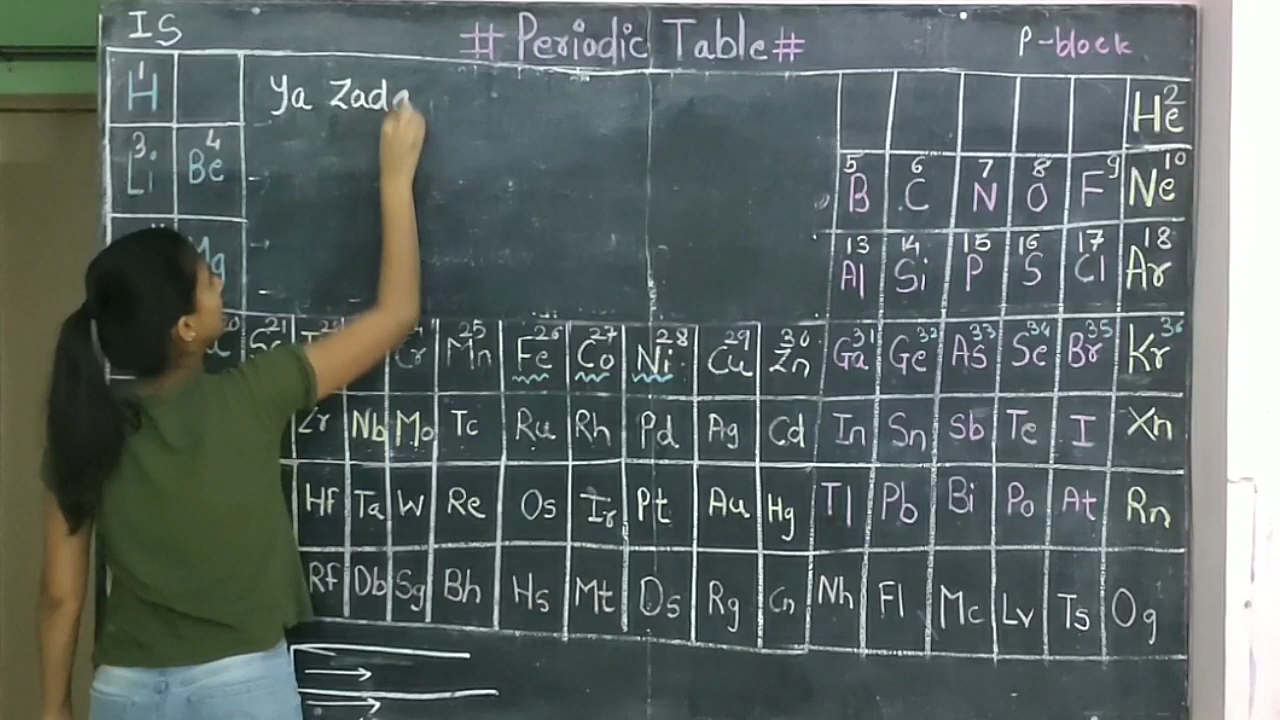 IS # Periodic Table# P-block
H 1 Ya Zada He 2
Li 3 Be 4 B 5 C 6 N 7 O 8 F 9 Ne 10
Mg Al 13 Si 14 P 15 S 16 Cl 17 Ar 18
20 Sc 21 Cr Mn 25 Fe 26 Co 27 Ni 28 Cu 29 Zn 30 Ga 31 Ge 32 As 33 Se 34 Br 35 Kr 36
Zr Nb Mo Tc Ru Rh Pd Ag Cd In Sn Sb Te I Xn
Hf Ta W Re Os Ir Pt Au Hg Tl Pb Bi Po At Rn
Rf Db Sg Bh Hs Mt Ds Rg Cn Nh Fl Mc Lv Ts Og